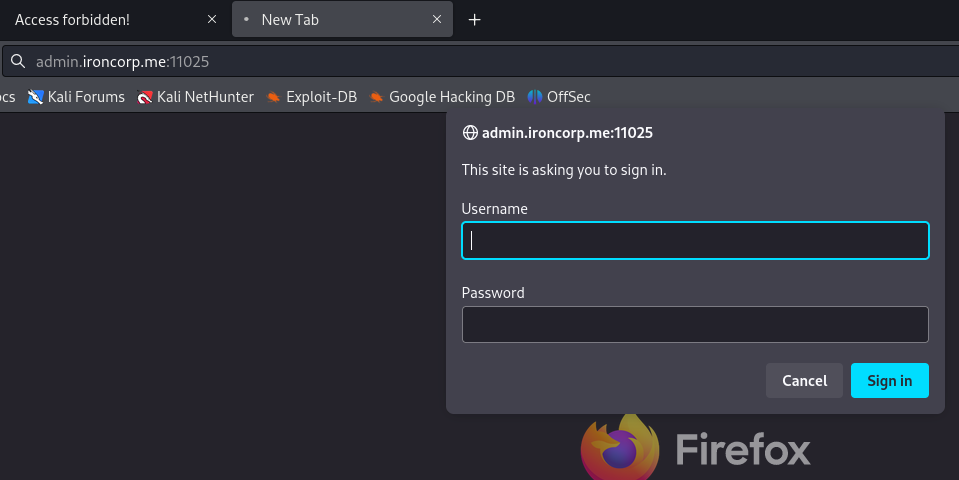 Access forbidden! New Tab
admin.ironcorp.me:11025
ocs Kali Forums Kali NetHunter Exploit-DB Google Hacking DB OffSec
admin.ironcorp.me:11025
This site is asking you to sign in.
Username
Password
Cancel Sign in
Firefox